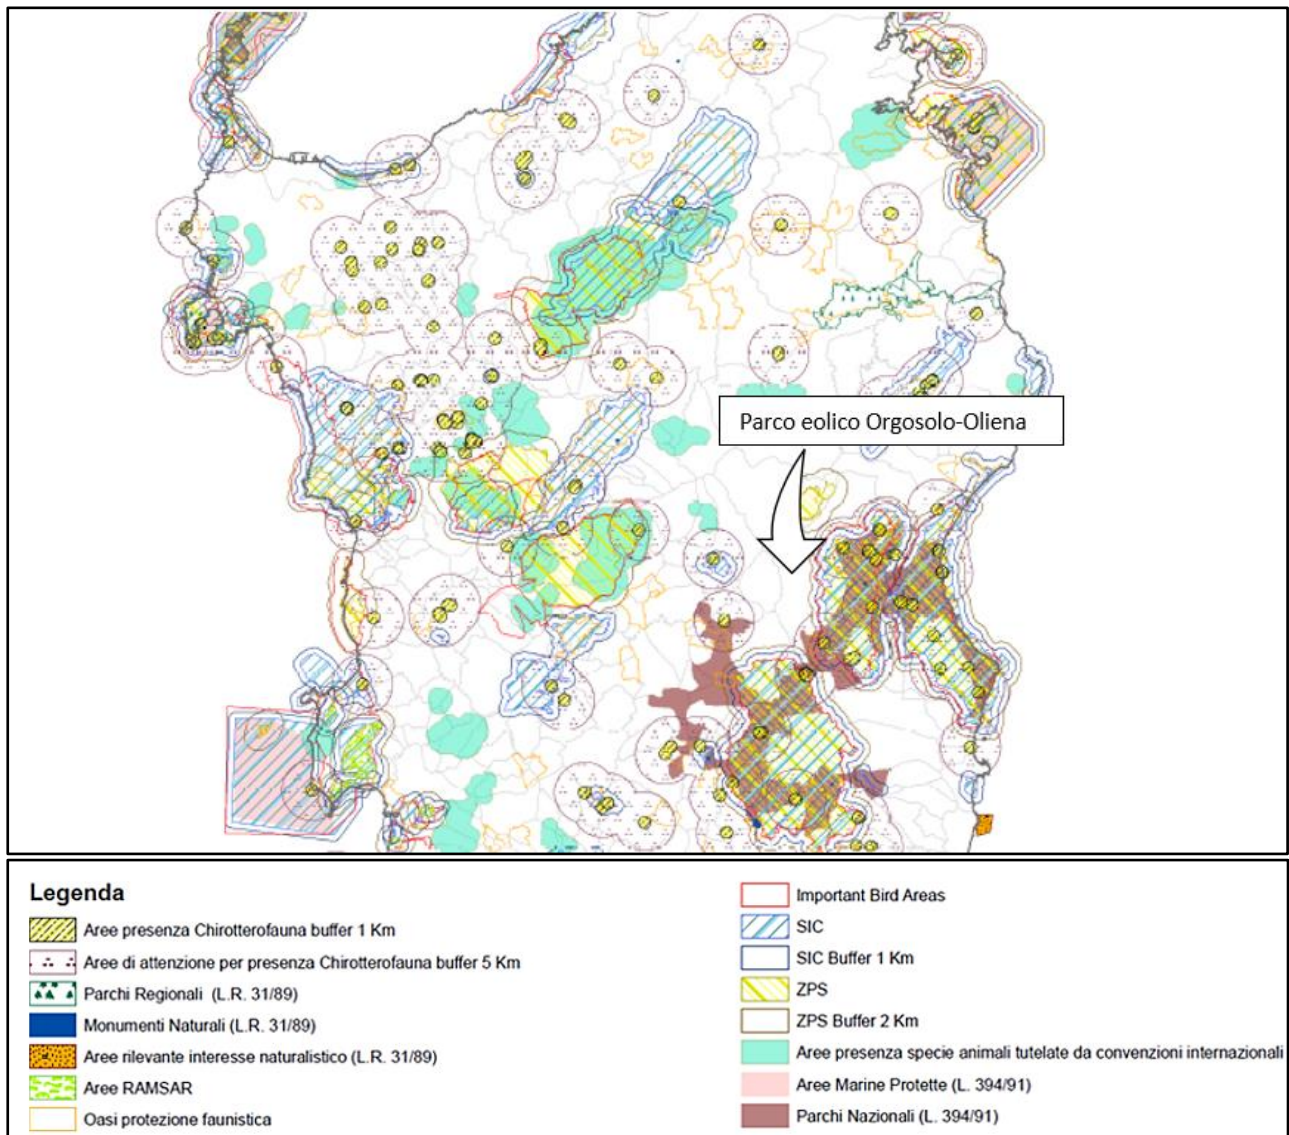 Parco eolico Orgosolo-Oliena
Legenda
Aree presenza Chirotterofauna buffer 1 Km
Aree di attenzione per presenza Chirotterofauna buffer 5 Km
Parchi Regionali (L.R. 31/89)
Monumenti Naturali (L.R. 31/89)
Aree rilevante interesse naturalistico (L.R. 31/89)
Aree RAMSAR
Oasi protezione faunistica
Important Bird Areas
SIC
SIC Buffer 1 Km
ZPS
ZPS Buffer 2 Km
Aree presenza specie animali tutelate da convenzioni internazionali
Aree Marine Protette (L. 394/91)
Parchi Nazionali (L. 394/91)